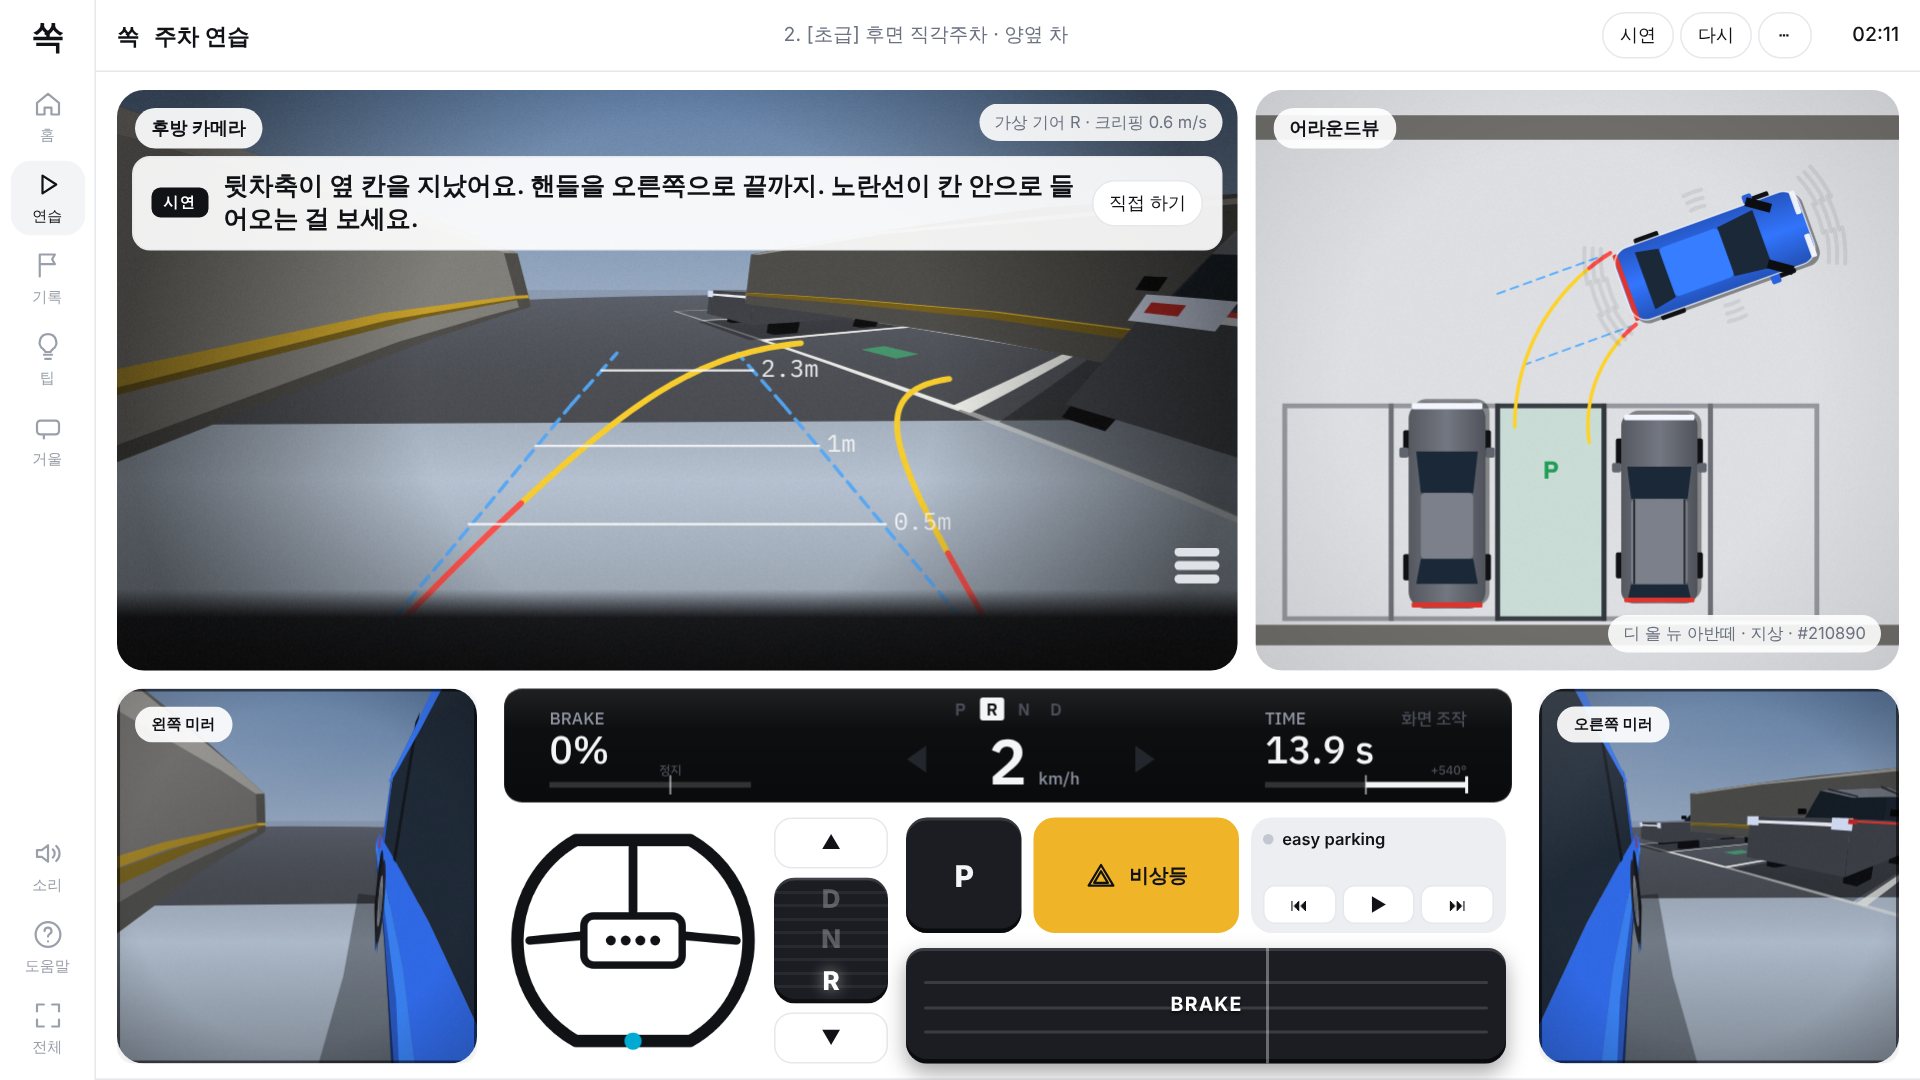 쏙
홈
연습
기록
팁
거울
소리
도움말
전체
쏙 주차 연습
2. [초급] 후면 직각주차 · 양옆 차
시연
다시
···
02:11
후방 카메라
가상 기어 R · 크리핑 0.6 m/s
시연
뒷차축이 옆 칸을 지났어요. 핸들을 오른쪽으로 끝까지. 노란선이 칸 안으로 들
어오는 걸 보세요.
직접 하기
2.3m
1m
0.5m
어라운드뷰
P
디 올 뉴 아반떼 · 지상 · #210890
왼쪽 미러
BRAKE
0%
정지
P R N D
2 km/h
TIME
화면 조작
13.9 s
+540°
D
N
R
P
비상등
easy parking
BRAKE
오른쪽 미러